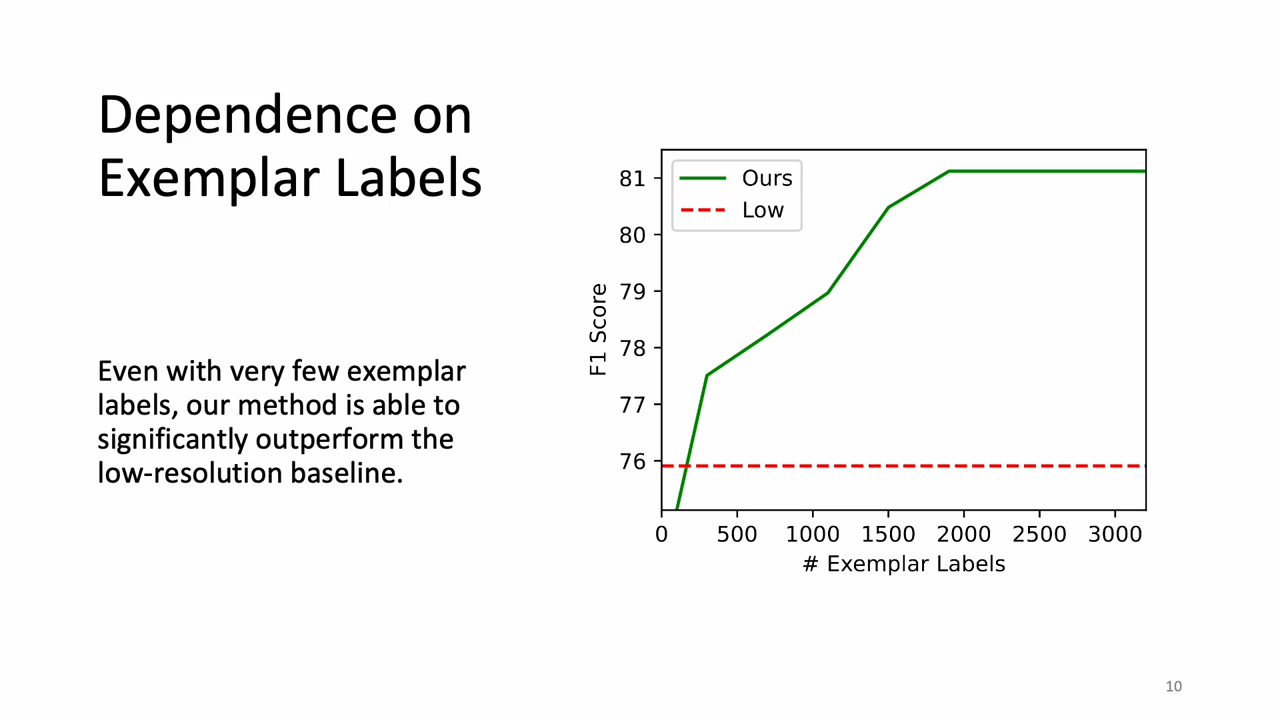 Dependence on
Exemplar Labels
Even with very few exemplar
labels, our method is able to
significantly outperform the
low-resolution baseline.
Ours
Low
81
80
79
78
77
76
F1 Score
0 500 1000 1500 2000 2500 3000
# Exemplar Labels
10